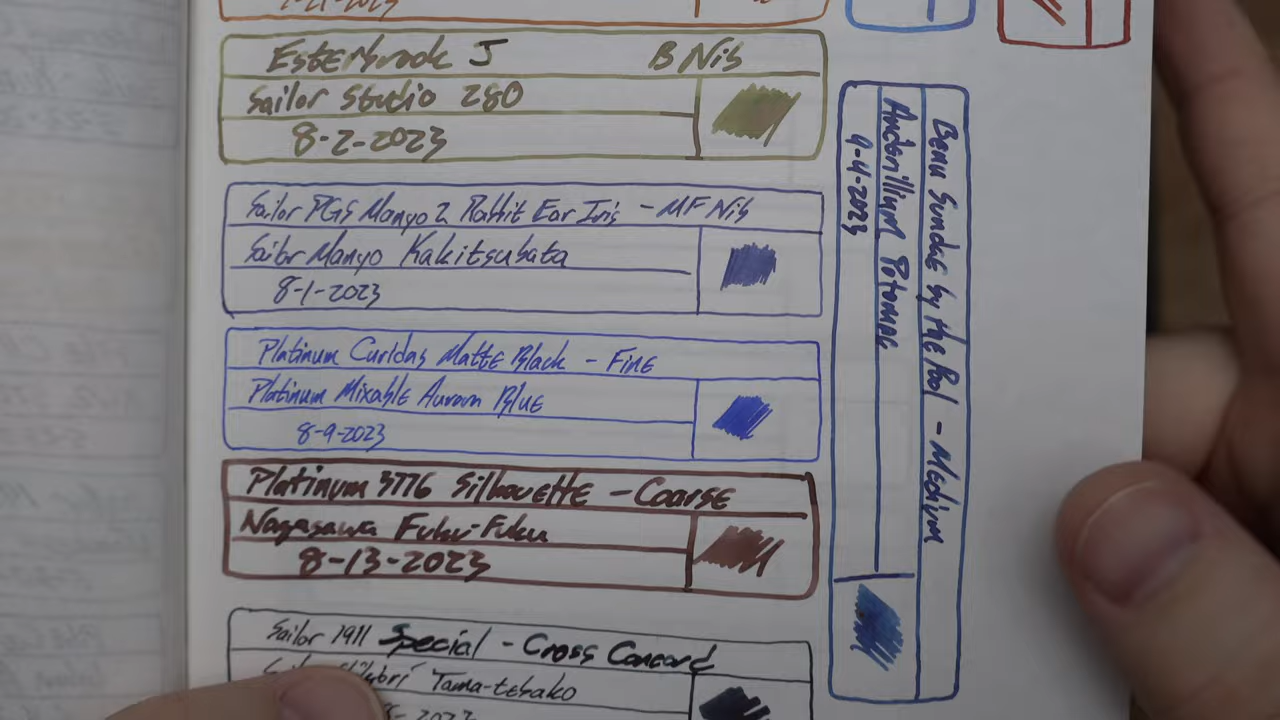 Esterbrook J B Nib
Sailor Studio 280
8-2-2023
Sailor PGS Manyo 2 Rabbit Ear Iris - MF Nib
Sailor Manyo Kakitsubata
8-1-2023
Platinum Curidas Matte Black - Fine
Platinum Mixable Aurora Blue
8-9-2023
Platinum 3776 Silhouette - Coarse
Nagasawa Fuku-Fuku
8-13-2023
Sailor 1911 Special - Cross Concord
Tama-tebako
2023
Benu Sundae by the Pool - Medium
Anderillium Potomac
9-4-2023